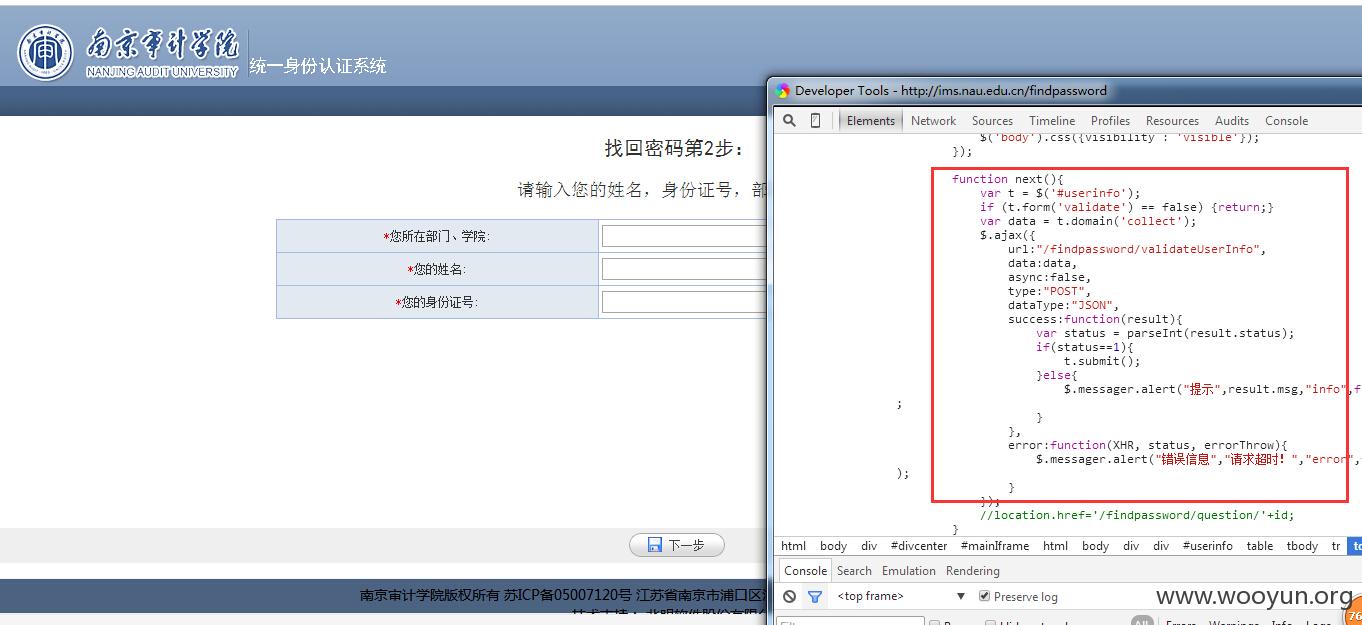 南京审计学院
NANJING AUDIT UNIVERSITY
统一身份认证系统
找回密码第2步：
请输入您的姓名，身份证号，部
*您所在部门、学院:
*您的姓名:
*您的身份证号:
下一步
南京审计学院版权所有 苏ICP备05007120号 江苏省南京市浦口区
Developer Tools - http://ims.nau.edu.cn/findpassword
Elements Network Sources Timeline Profiles Resources Audits Console
$('body').css({visibility : 'visible'});
});
function next(){
var t = $('#userinfo');
if (t.form('validate') == false) {return;}
var data = t.domain('collect');
$.ajax({
url:"/findpassword/validateUserInfo",
data:data,
async:false,
type:"POST",
dataType:"JSON",
success:function(result){
var status = parseInt(result.status);
if(status==1){
t.submit();
}else{
$.messager.alert("提示",result.msg,"info",f
;
}
},
error:function(XHR, status, errorThrow){
$.messager.alert("错误信息","请求超时！","error",
);
}
});
//location.href='/findpassword/question/'+id;
}
html body div #divcenter #mainIframe html body div div #userinfo table tbody tr
Console Search Emulation Rendering
<top frame> ▼ Preserve log
www.wooyun.org
76
All Errors Warnings Info Logs